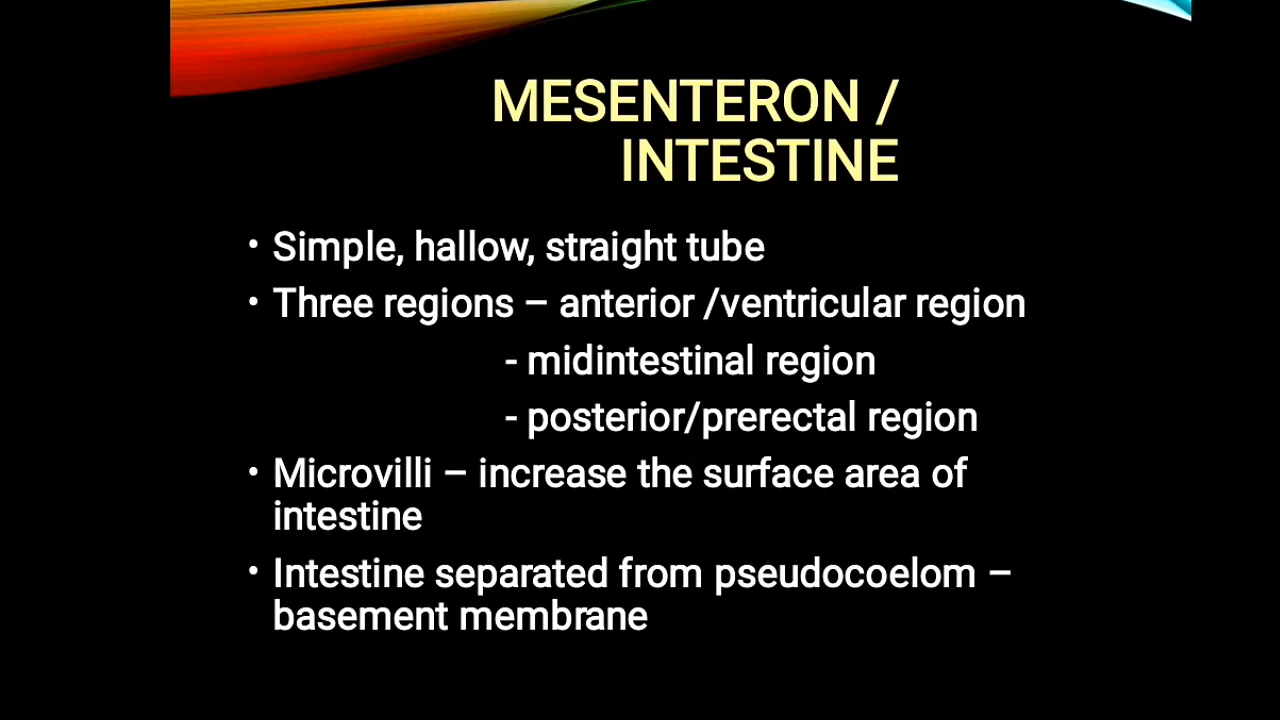 MESENTERON /
INTESTINE
• Simple, hallow, straight tube
• Three regions – anterior /ventricular region
- midintestinal region
- posterior/prerectal region
• Microvilli – increase the surface area of
intestine
• Intestine separated from pseudocoelom –
basement membrane